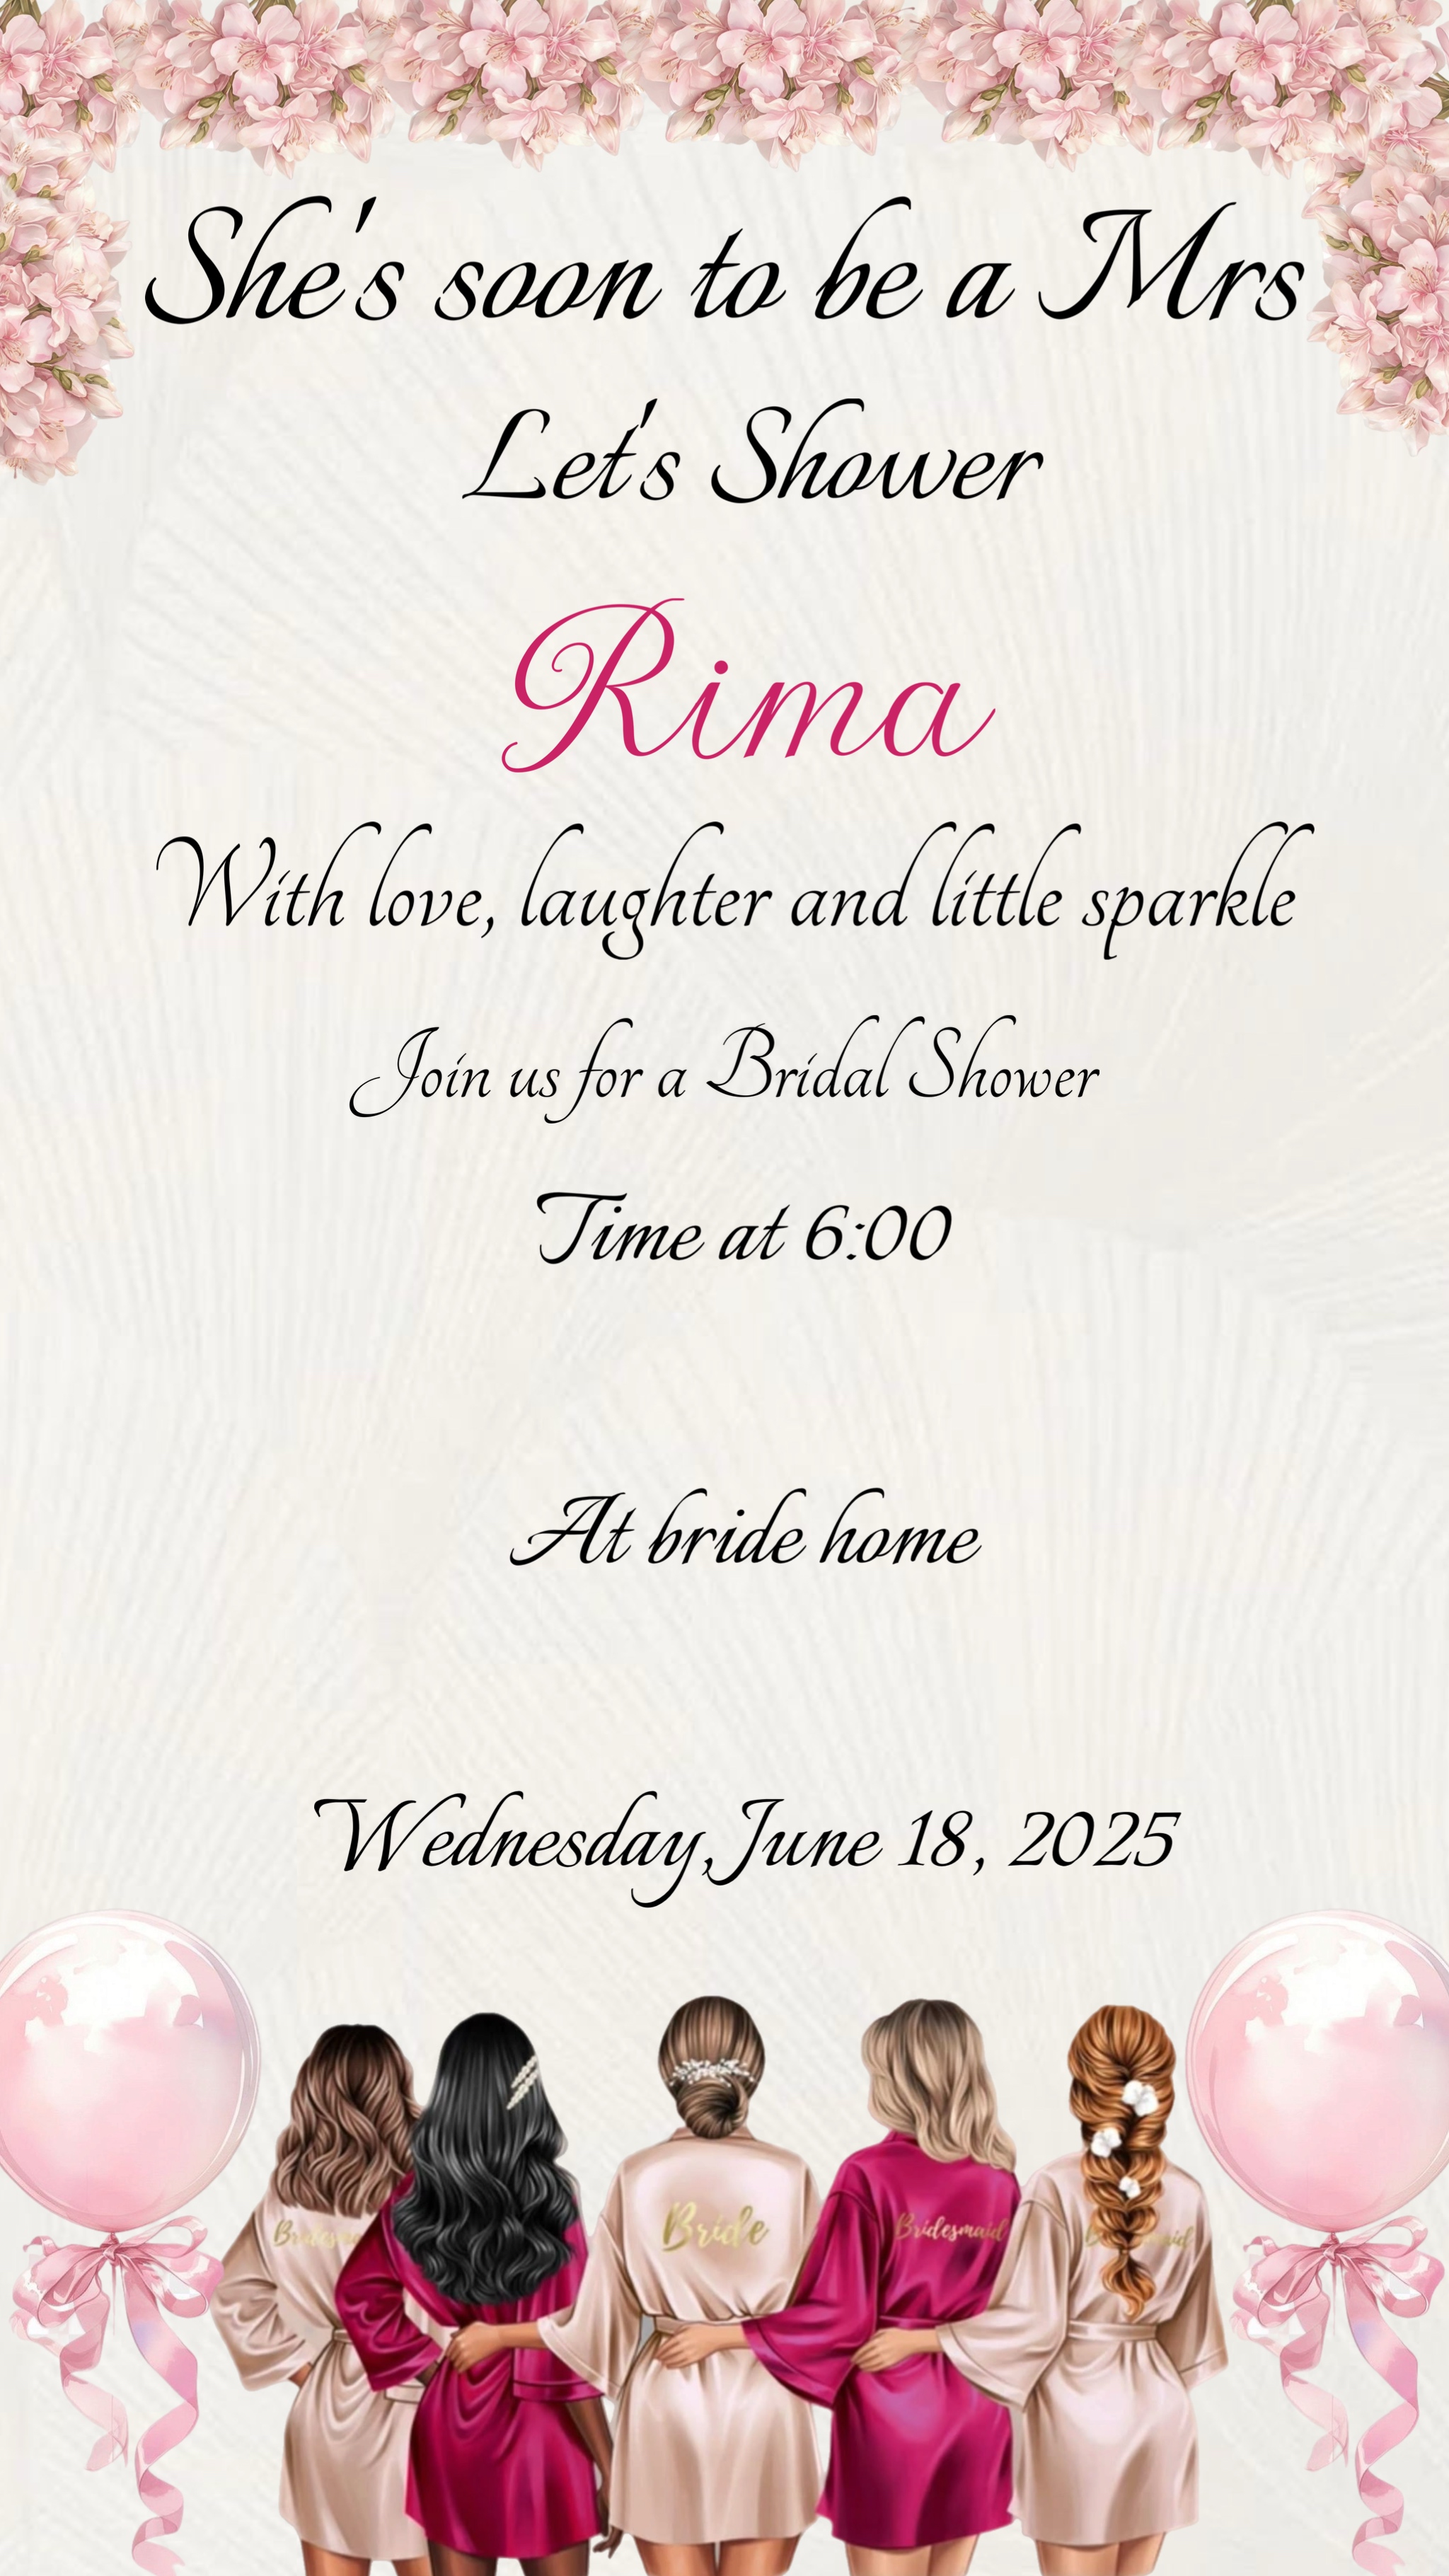 She's soon to be a Mrs
Let's Shower
Rima
With love, laughter and little sparkle
Join us for a Bridal Shower
Time at 6:00
At bride home
Wednesday,June 18, 2025
Bride
Bridesmaid